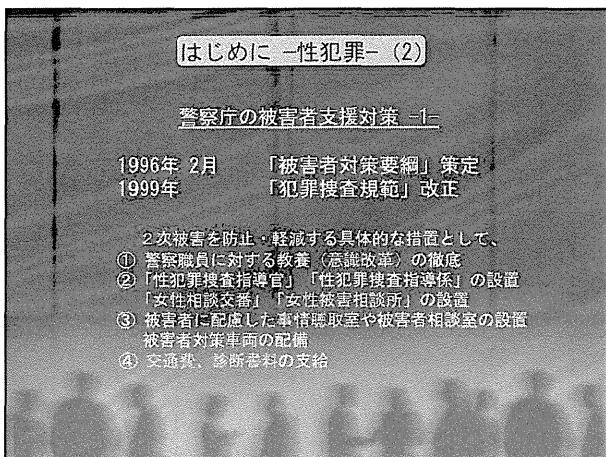 はじめに −性犯罪− (2)
警察庁の被害者支援対策 −1−
1996年 2月 「被害者対策要綱」策定
1999年 「犯罪捜査規範」改正
2次被害を防止・軽減する具体的な措置として、
① 警察職員に対する教養（意識改革）の徹底
② 「性犯罪捜査指導官」「性犯罪捜査指導係」の設置
「女性相談交番」「女性被害相談所」の設置
③ 被害者に配慮した事情聴取室や被害者相談室の設置
被害者対策車両の配備
④ 交通費、診断書料の支給